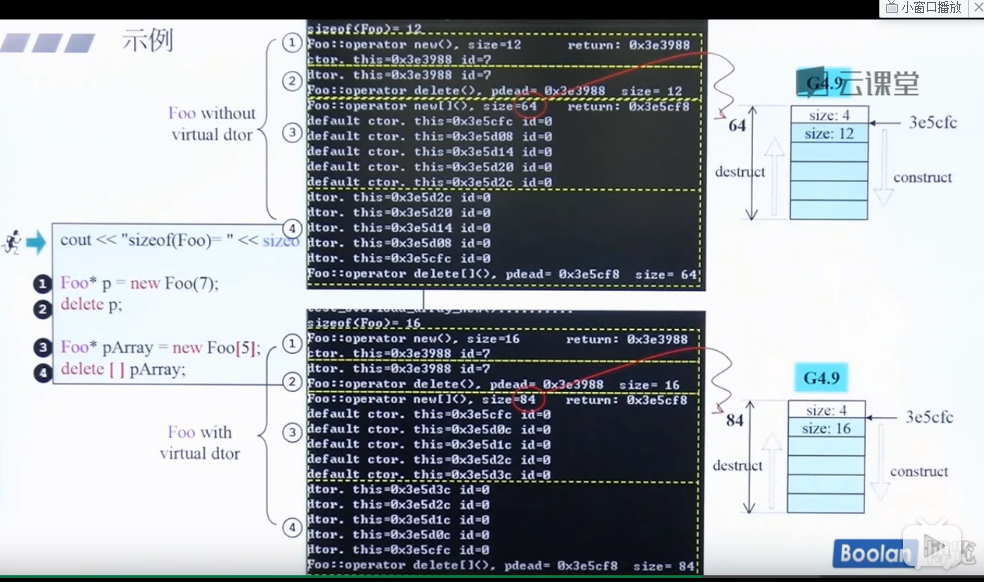 小窗口播放
示例
sizeof(Foo)= 12
① Foo::operator new(), size=12 return: 0x3e3988
ctor. this=0x3e3988 id=7
② dtor. this=0x3e3988 id=7
Foo::operator delete(), pdead= 0x3e3988 size= 12
③ Foo::operator new[](), size=64 return: 0x3e5cf8
default ctor. this=0x3e5cfc id=0
default ctor. this=0x3e5d08 id=0
default ctor. this=0x3e5d14 id=0
default ctor. this=0x3e5d20 id=0
default ctor. this=0x3e5d2c id=0
④ dtor. this=0x3e5d2c id=0
dtor. this=0x3e5d20 id=0
dtor. this=0x3e5d14 id=0
dtor. this=0x3e5d08 id=0
dtor. this=0x3e5cfc id=0
Foo::operator delete[](), pdead= 0x3e5cf8 size= 64
Foo without
virtual dtor
G4.9
云课堂
64
size: 4
size: 12
3e5cfc
destruct
construct
cout << "sizeof(Foo)= " << sizeo
1 Foo* p = new Foo(7);
2 delete p;
3 Foo* pArray = new Foo[5];
4 delete [ ] pArray;
sizeof(Foo)= 16
① Foo::operator new(), size=16 return: 0x3e3988
ctor. this=0x3e3988 id=7
② dtor. this=0x3e3988 id=7
Foo::operator delete(), pdead= 0x3e3988 size= 16
③ Foo::operator new[](), size=84 return: 0x3e5cf8
default ctor. this=0x3e5cfc id=0
default ctor. this=0x3e5d0c id=0
default ctor. this=0x3e5d1c id=0
default ctor. this=0x3e5d2c id=0
default ctor. this=0x3e5d3c id=0
④ dtor. this=0x3e5d3c id=0
dtor. this=0x3e5d2c id=0
dtor. this=0x3e5d1c id=0
dtor. this=0x3e5d0c id=0
dtor. this=0x3e5cfc id=0
Foo::operator delete[](), pdead= 0x3e5cf8 size= 84
Foo with
virtual dtor
G4.9
84
size: 4
size: 16
3e5cfc
destruct
construct
Boolan